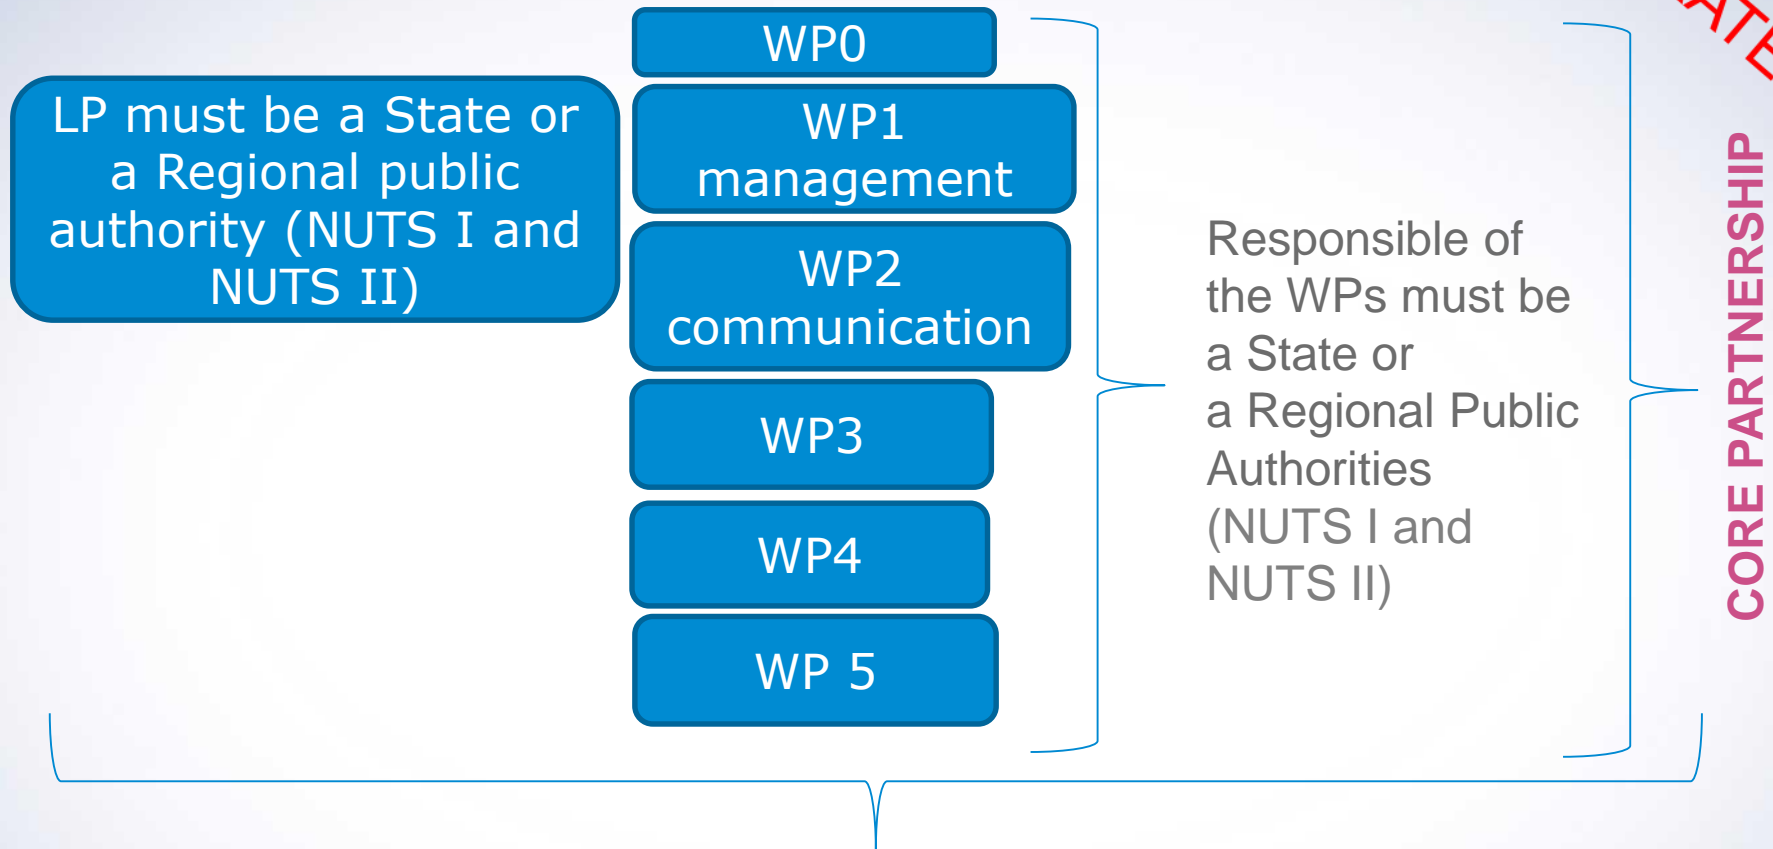 WP0
LP must be a State or
a Regional public
authority (NUTS I and
NUTS II)
WP1
management
WP2
communication
WP3
WP4
WP 5
Responsible of
the WPs must be
a State or
a Regional Public
Authorities
(NUTS I and
NUTS II)
CORE PARTNERSHIP